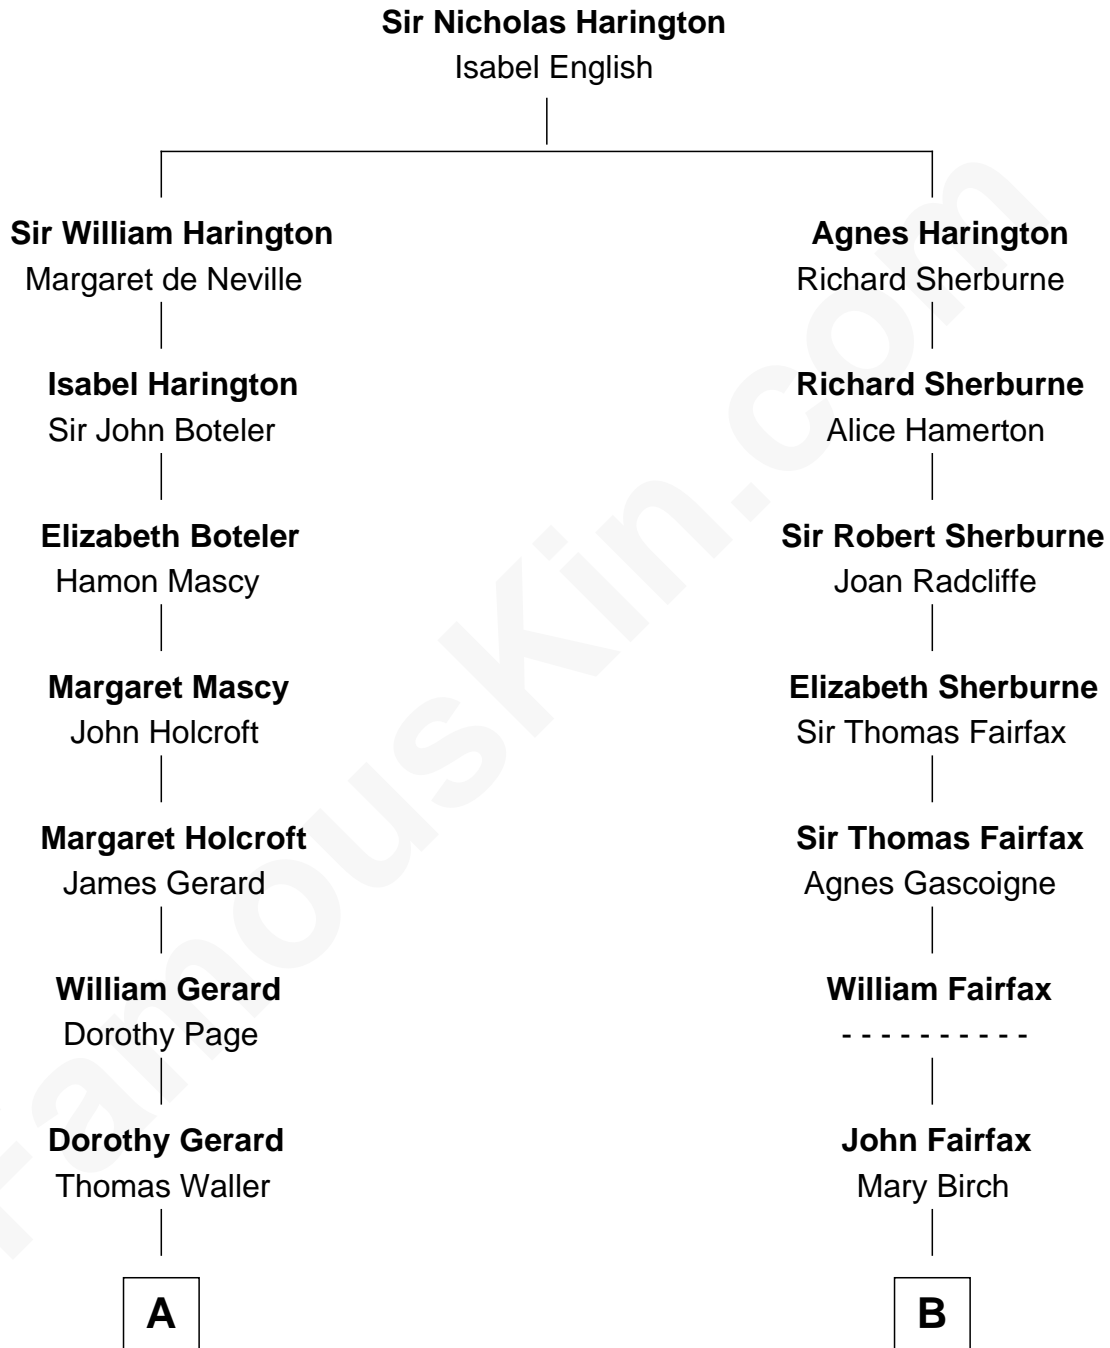 Sir Nicholas Harington
Isabel English
Sir William Harington
Margaret de Neville
Agnes Harington
Richard Sherburne
Isabel Harington
Sir John Boteler
Richard Sherburne
Alice Hamerton
Elizabeth Boteler
Hamon Mascy
Sir Robert Sherburne
Joan Radcliffe
Margaret Mascy
John Holcroft
Elizabeth Sherburne
Sir Thomas Fairfax
Margaret Holcroft
James Gerard
Sir Thomas Fairfax
Agnes Gascoigne
William Gerard
Dorothy Page
William Fairfax
- - - - - - - - - -
Dorothy Gerard
Thomas Waller
John Fairfax
Mary Birch
A
B
FamousKin.com